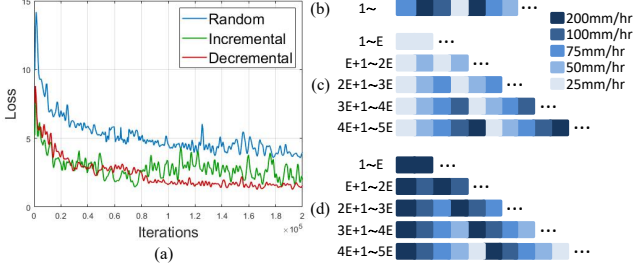 15
10
5
0
Loss
Random
Incremental
Decremental
0 0.2 0.4 0.6 0.8 1 1.2 1.4 1.6 1.8 2
× 10⁵
Iterations
(a)
(b) 1~ ...
200mm/hr
100mm/hr
75mm/hr
50mm/hr
25mm/hr
(c)
1~E ...
E+1~2E ...
2E+1~3E ...
3E+1~4E ...
4E+1~5E ...
(d)
1~E ...
E+1~2E ...
2E+1~3E ...
3E+1~4E ...
4E+1~5E ...